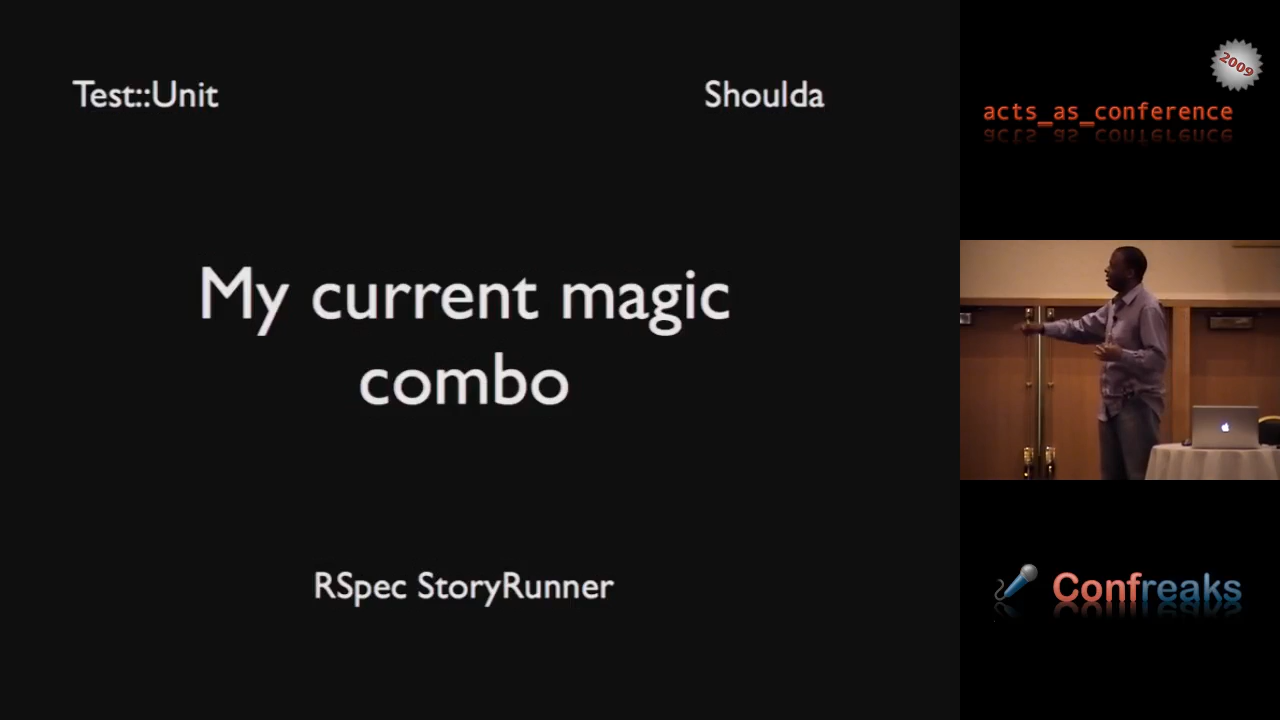 Test::Unit
Shoulda
My current magic
combo
RSpec StoryRunner
2009
acts_as_conference
Confreaks